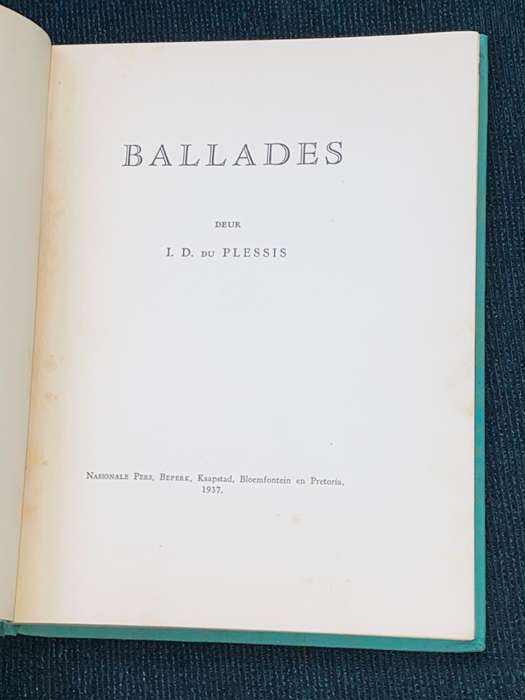 BALLADES
DEUR
I. D. DU PLESSIS
NASIONALE PERS, BEPERK, Kaapstad, Bloemfontein en Pretoria,
1937.